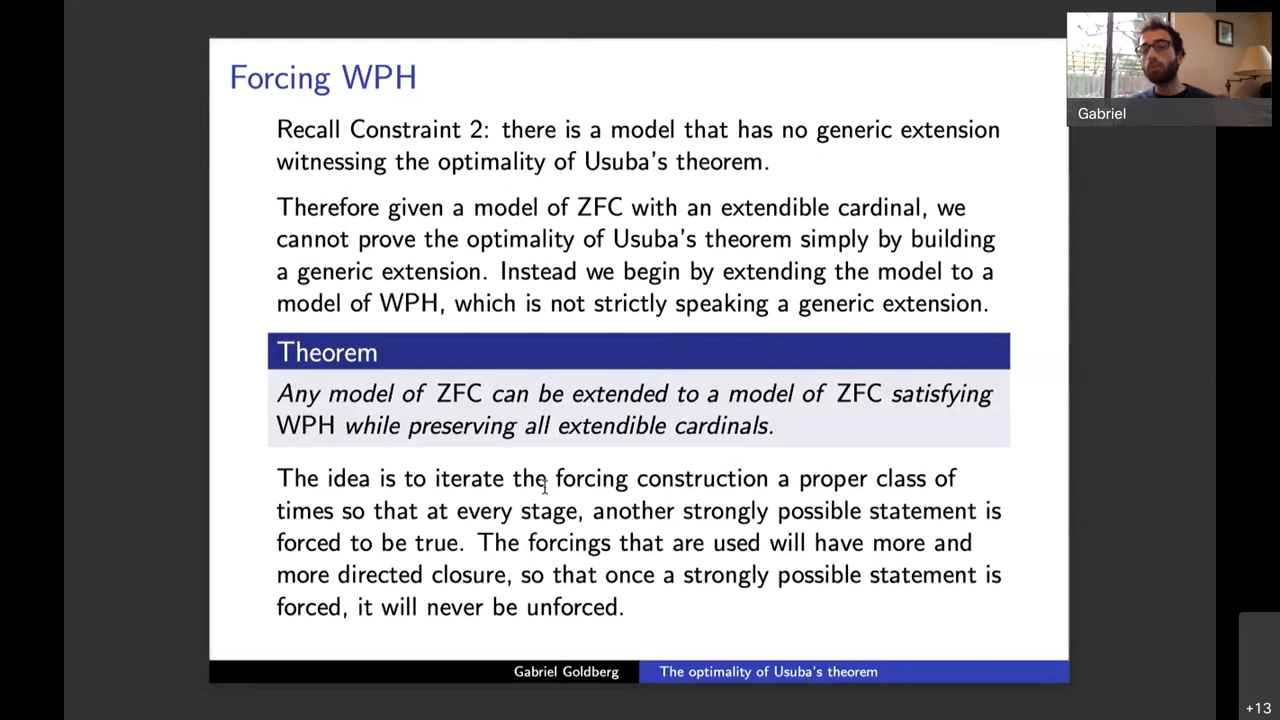 Forcing WPH
Recall Constraint 2: there is a model that has no generic extension
witnessing the optimality of Usuba's theorem.
Therefore given a model of ZFC with an extendible cardinal, we
cannot prove the optimality of Usuba's theorem simply by building
a generic extension. Instead we begin by extending the model to a
model of WPH, which is not strictly speaking a generic extension.
Theorem
Any model of ZFC can be extended to a model of ZFC satisfying
WPH while preserving all extendible cardinals.
The idea is to iterate the forcing construction a proper class of
times so that at every stage, another strongly possible statement is
forced to be true. The forcings that are used will have more and
more directed closure, so that once a strongly possible statement is
forced, it will never be unforced.
Gabriel Goldberg
The optimality of Usuba's theorem
Gabriel
+13